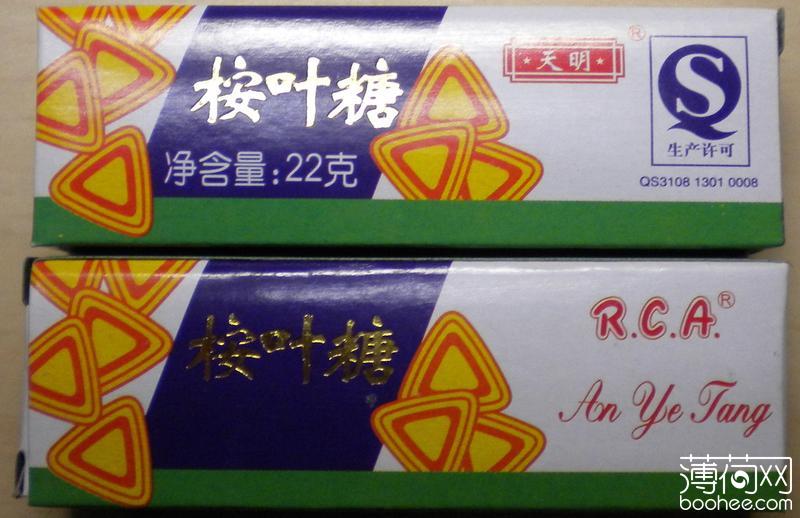 桉叶糖
天明
®
生产许可
净含量:22克
QS3108 1301 0008
桉叶糖
R.C.A.®
An Ye Tang
薄荷网
boohee.com